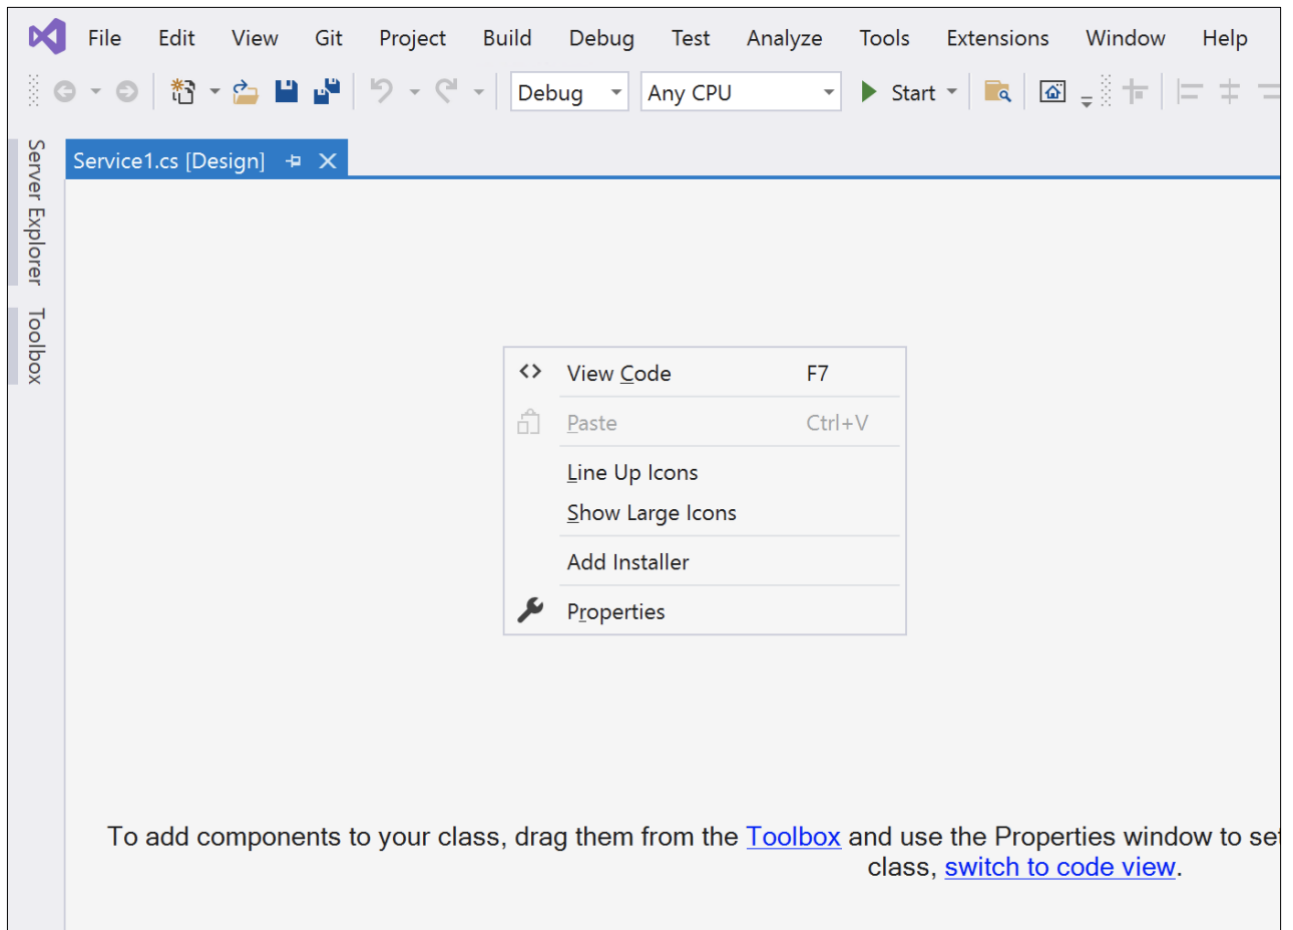 File Edit View Git Project Build Debug Test Analyze Tools Extensions Window Help
Debug Any CPU Start
Server Explorer
Toolbox
Service1.cs [Design]
View Code F7
Paste Ctrl+V
Line Up Icons
Show Large Icons
Add Installer
Properties
To add components to your class, drag them from the Toolbox and use the Properties window to set
class, switch to code view.